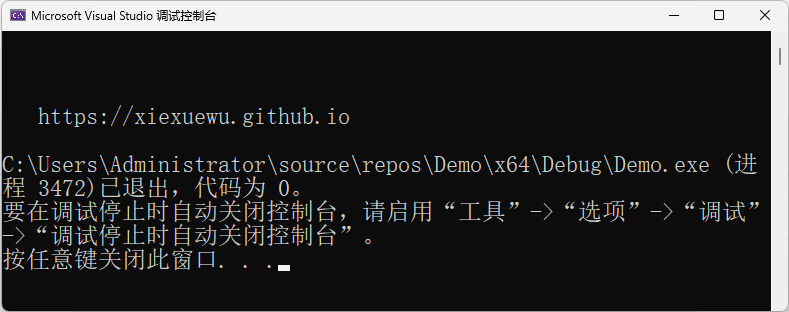 Microsoft Visual Studio 调试控制台
https://xiexuewu.github.io
C:\Users\Administrator\source\repos\Demo\x64\Debug\Demo.exe (进
程 3472)已退出，代码为 0。
要在调试停止时自动关闭控制台，请启用“工具”->“选项”->“调试”
->“调试停止时自动关闭控制台”。
按任意键关闭此窗口. . .